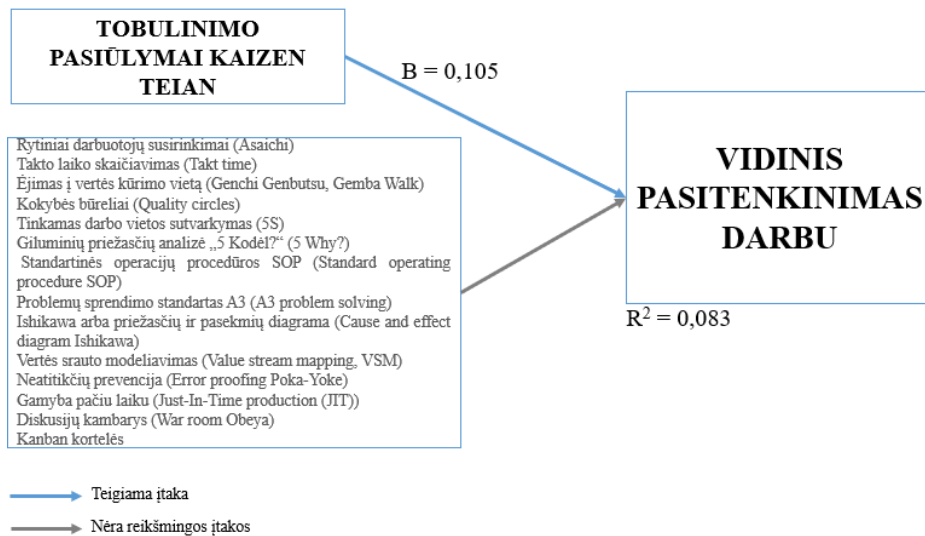 TOBULINIMO
PASIŪLYMAI KAIZEN
TEIAN
B = 0,105
Rytiniai darbuotojų susirinkimai (Asaichi)
Takto laiko skaičiavimas (Takt time)
Ėjimas į vertės kūrimo vietą (Genchi Genbutsu, Gemba Walk)
Kokybės būreliai (Quality circles)
Tinkamas darbo vietos sutvarkymas (5S)
Giluminių priežasčių analizė „5 Kodėl?“ (5 Why?)
Standartinės operacijų procedūros SOP (Standard operating
procedure SOP)
Problemų sprendimo standartas A3 (A3 problem solving)
Ishikawa arba priežasčių ir pasekmių diagrama (Cause and effect
diagram Ishikawa)
Vertės srauto modeliavimas (Value stream mapping, VSM)
Neatitikčių prevencija (Error proofing Poka-Yoke)
Gamyba pačiu laiku (Just-In-Time production (JIT))
Diskusijų kambarys (War room Obeya)
Kanban kortelės
VIDINIS
PASITENKINIMAS
DARBU
R² = 0,083
Teigiama įtaka
Nėra reikšmingos įtakos